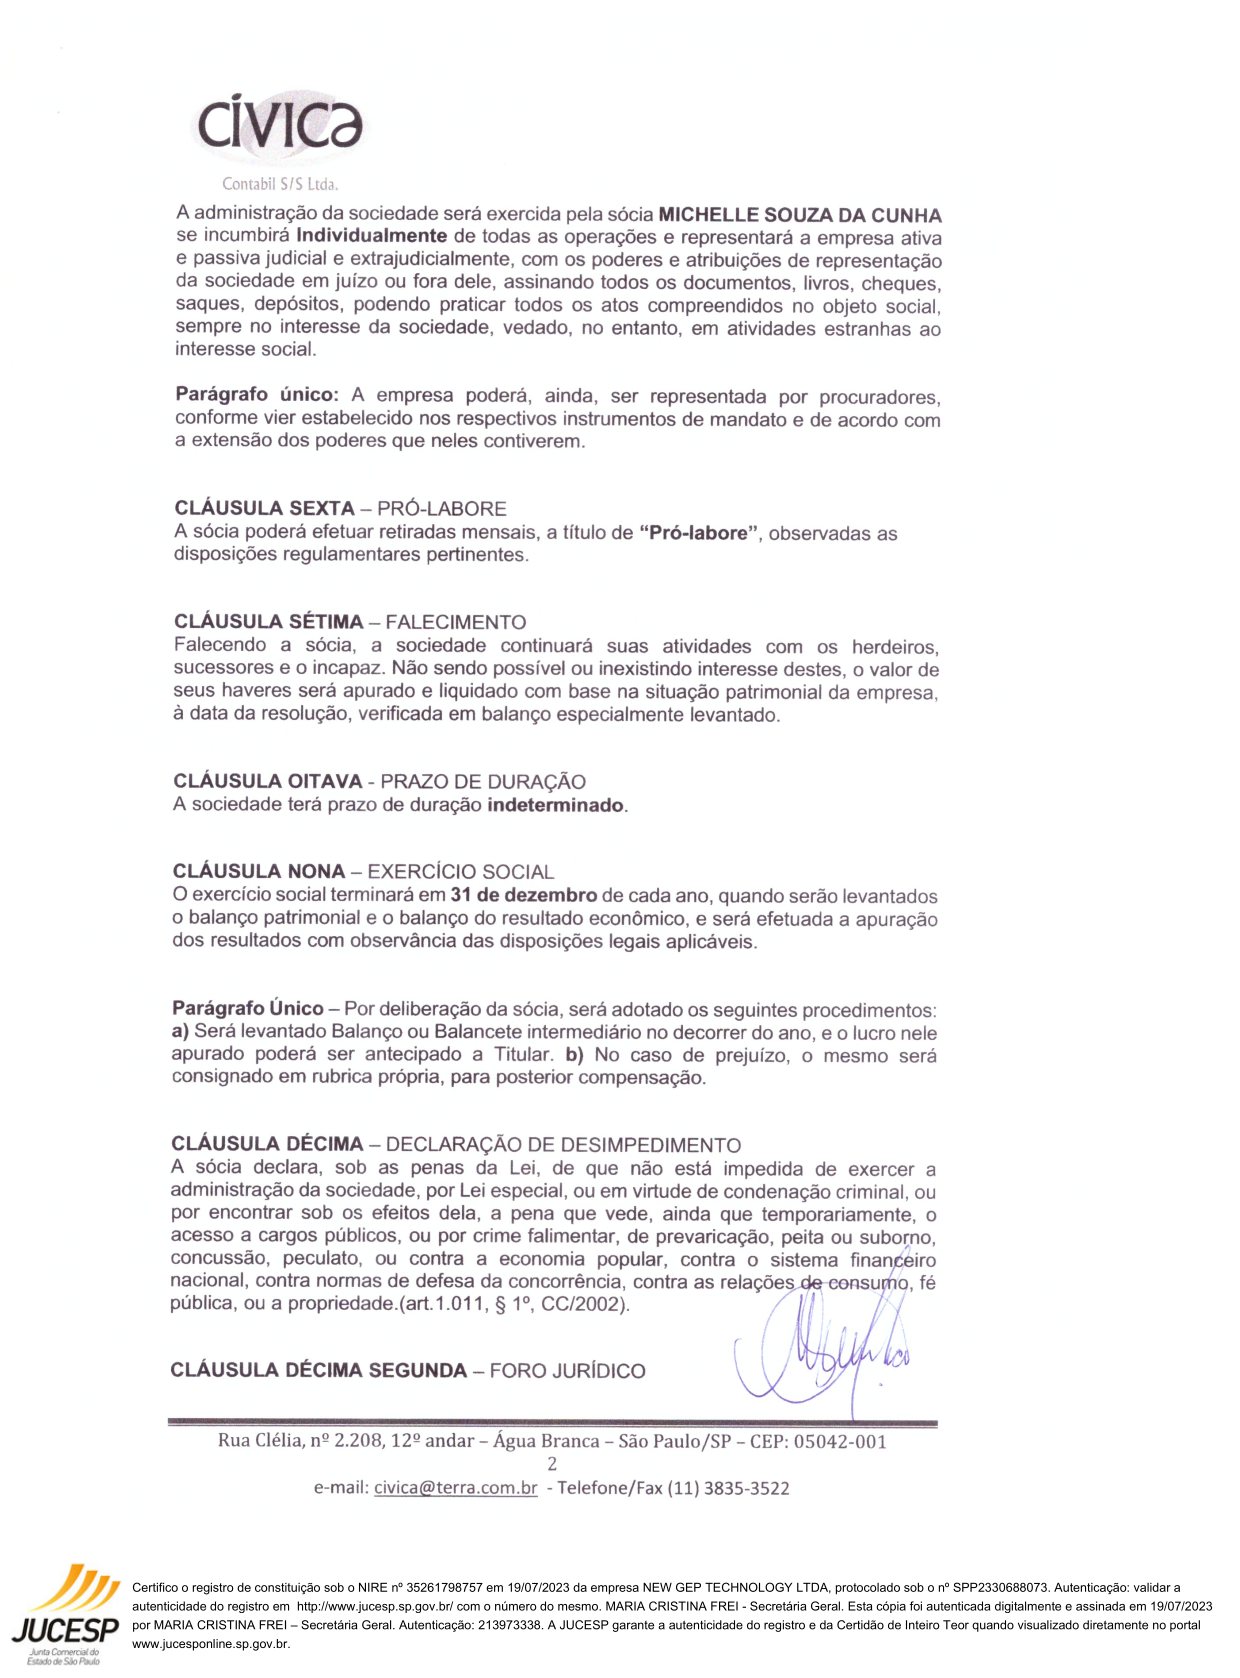 CíVICA
Contabil S/S Ltda.
A administração da sociedade será exercida pela sócia MICHELLE SOUZA DA CUNHA
se incumbirá Individualmente de todas as operações e representará a empresa ativa
e passiva judicial e extrajudicialmente, com os poderes e atribuições de representação
da sociedade em juízo ou fora dele, assinando todos os documentos, livros, cheques,
saques, depósitos, podendo praticar todos os atos compreendidos no objeto social,
sempre no interesse da sociedade, vedado, no entanto, em atividades estranhas ao
interesse social.
Parágrafo único: A empresa poderá, ainda, ser representada por procuradores,
conforme vier estabelecido nos respectivos instrumentos de mandato e de acordo com
a extensão dos poderes que neles contiverem.
CLÁUSULA SEXTA – PRÓ-LABORE
A sócia poderá efetuar retiradas mensais, a título de “Pró-labore”, observadas as
disposições regulamentares pertinentes.
CLÁUSULA SÉTIMA – FALECIMENTO
Falecendo a sócia, a sociedade continuará suas atividades com os herdeiros,
sucessores e o incapaz. Não sendo possível ou inexistindo interesse destes, o valor de
seus haveres será apurado e liquidado com base na situação patrimonial da empresa,
à data da resolução, verificada em balanço especialmente levantado.
CLÁUSULA OITAVA - PRAZO DE DURAÇÃO
A sociedade terá prazo de duração indeterminado.
CLÁUSULA NONA – EXERCÍCIO SOCIAL
O exercício social terminará em 31 de dezembro de cada ano, quando serão levantados
o balanço patrimonial e o balanço do resultado econômico, e será efetuada a apuração
dos resultados com observância das disposições legais aplicáveis.
Parágrafo Único – Por deliberação da sócia, será adotado os seguintes procedimentos:
a) Será levantado Balanço ou Balancete intermediário no decorrer do ano, e o lucro nele
apurado poderá ser antecipado a Titular. b) No caso de prejuízo, o mesmo será
consignado em rubrica própria, para posterior compensação.
CLÁUSULA DÉCIMA – DECLARAÇÃO DE DESIMPEDIMENTO
A sócia declara, sob as penas da Lei, de que não está impedida de exercer a
administração da sociedade, por Lei especial, ou em virtude de condenação criminal, ou
por encontrar sob os efeitos dela, a pena que vede, ainda que temporariamente, o
acesso a cargos públicos, ou por crime falimentar, de prevaricação, peita ou suborno,
concussão, peculato, ou contra a economia popular, contra o sistema financeiro
nacional, contra normas de defesa da concorrência, contra as relações de consumo, fé
pública, ou a propriedade.(art.1.011, § 1º, CC/2002).
CLÁUSULA DÉCIMA SEGUNDA – FORO JURÍDICO
Rua Clélia, nº 2.208, 12º andar – Água Branca – São Paulo/SP – CEP: 05042-001
2
e-mail: civica@terra.com.br - Telefone/Fax (11) 3835-3522
JUCESP
Junta Comercial do
Estado de São Paulo
Certifico o registro de constituição sob o NIRE nº 35261798757 em 19/07/2023 da empresa NEW GEP TECHNOLOGY LTDA, protocolado sob o nº SPP2330688073. Autenticação: validar a
autenticidade do registro em http://www.jucesp.sp.gov.br/ com o número do mesmo. MARIA CRISTINA FREI - Secretária Geral. Esta cópia foi autenticada digitalmente e assinada em 19/07/2023
por MARIA CRISTINA FREI – Secretária Geral. Autenticação: 213973338. A JUCESP garante a autenticidade do registro e da Certidão de Inteiro Teor quando visualizado diretamente no portal
www.jucesponline.sp.gov.br.